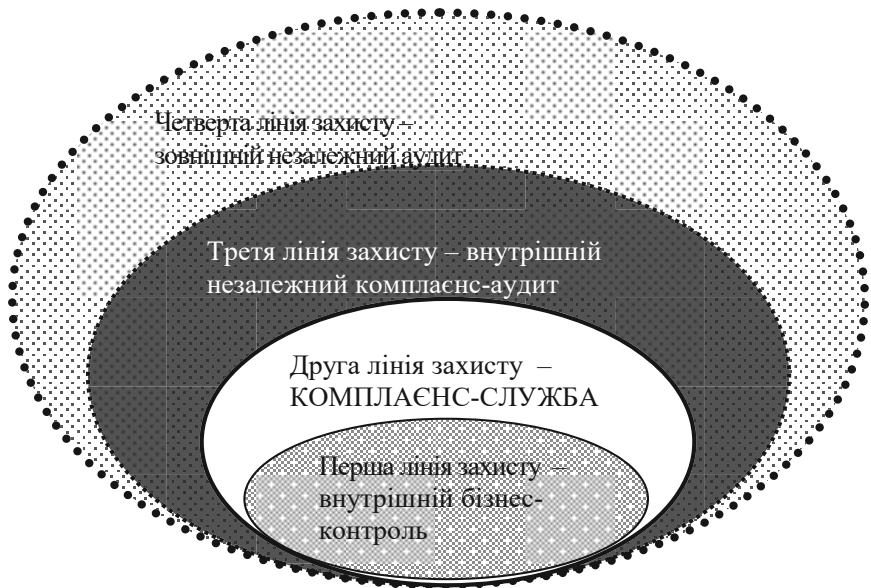 Четверта лінія захисту –
зовнішній незалежний аудит
Третя лінія захисту – внутрішній
незалежний комплаєнс-аудит
Друга лінія захисту –
КОМПЛАЄНС-СЛУЖБА
Перша лінія захисту –
внутрішній бізнес-
контроль